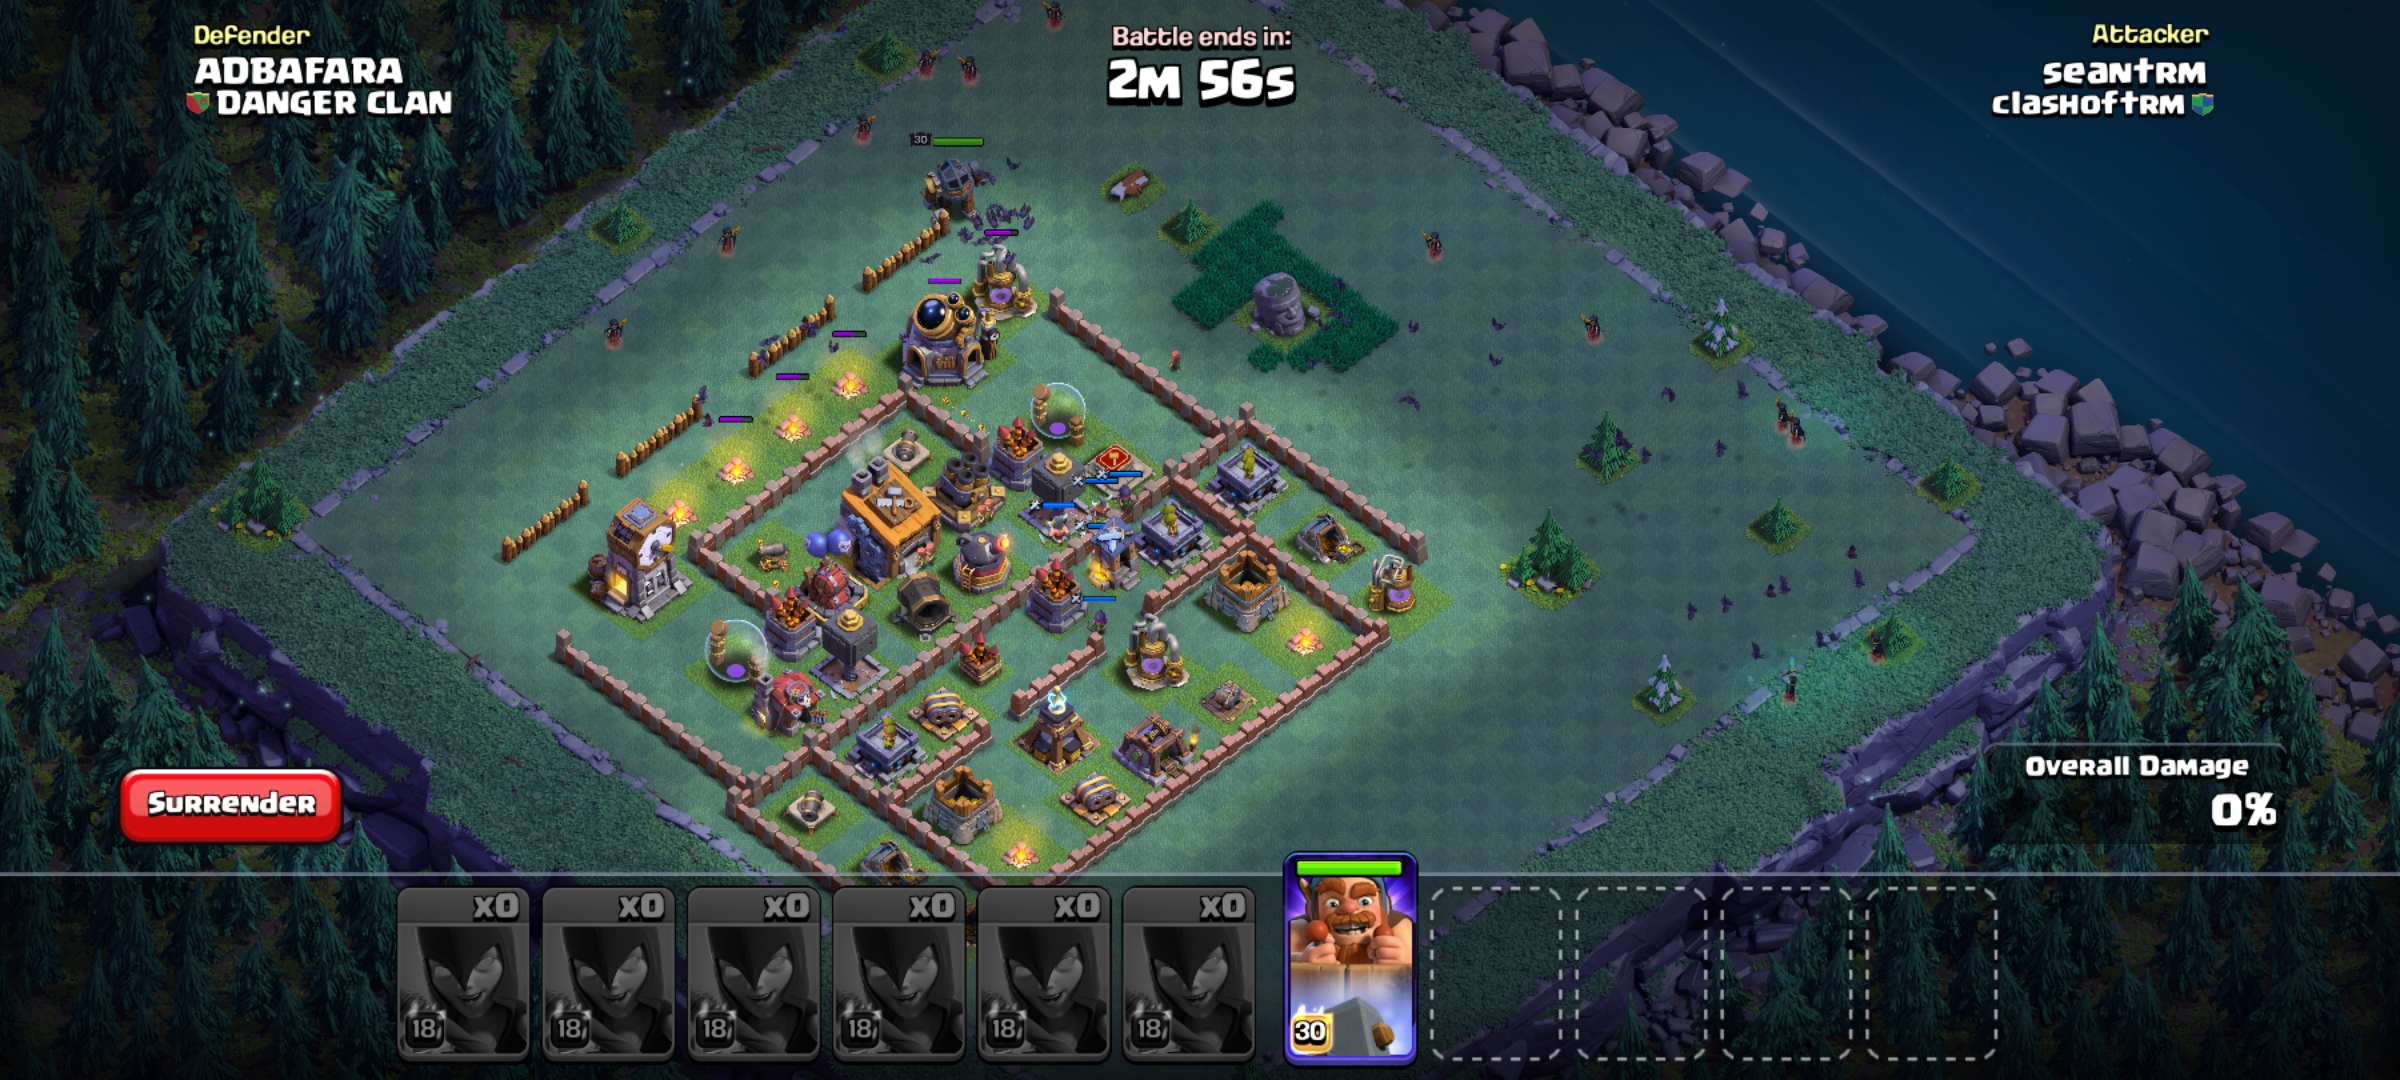 Defender
ADBAFARA
DANGER CLAN
Battle ends in:
2M 56s
Attacker
seantRM
clashoftRM
30
Surrender
Overall Damage
0%
x0
x0
x0
x0
x0
x0
18
18
18
18
18
18
30